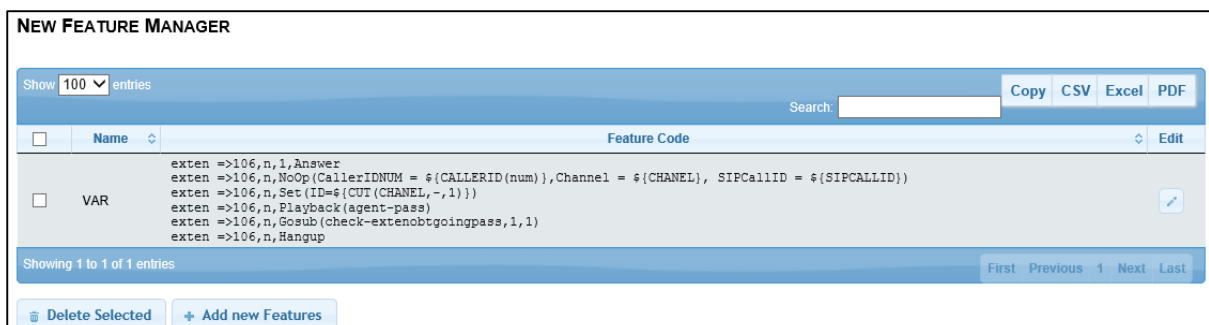 NEW FEATURE MANAGER
Show 100 entries
Search:
Copy CSV Excel PDF
Name Feature Code Edit
VAR
exten =>106,n,1,Answer
exten =>106,n,NoOp(CallerIDNUM = ${CALLERID(num)},Channel = ${CHANEL}, SIPCallID = ${SIPCALLID})
exten =>106,n,Set(ID=${CUT(CHANEL,-,1)})
exten =>106,n,Playback(agent-pass)
exten =>106,n,Gosub(check-extenobtgoingpass,1,1)
exten =>106,n,Hangup
Showing 1 to 1 of 1 entries
First Previous 1 Next Last
Delete Selected
+ Add new Features